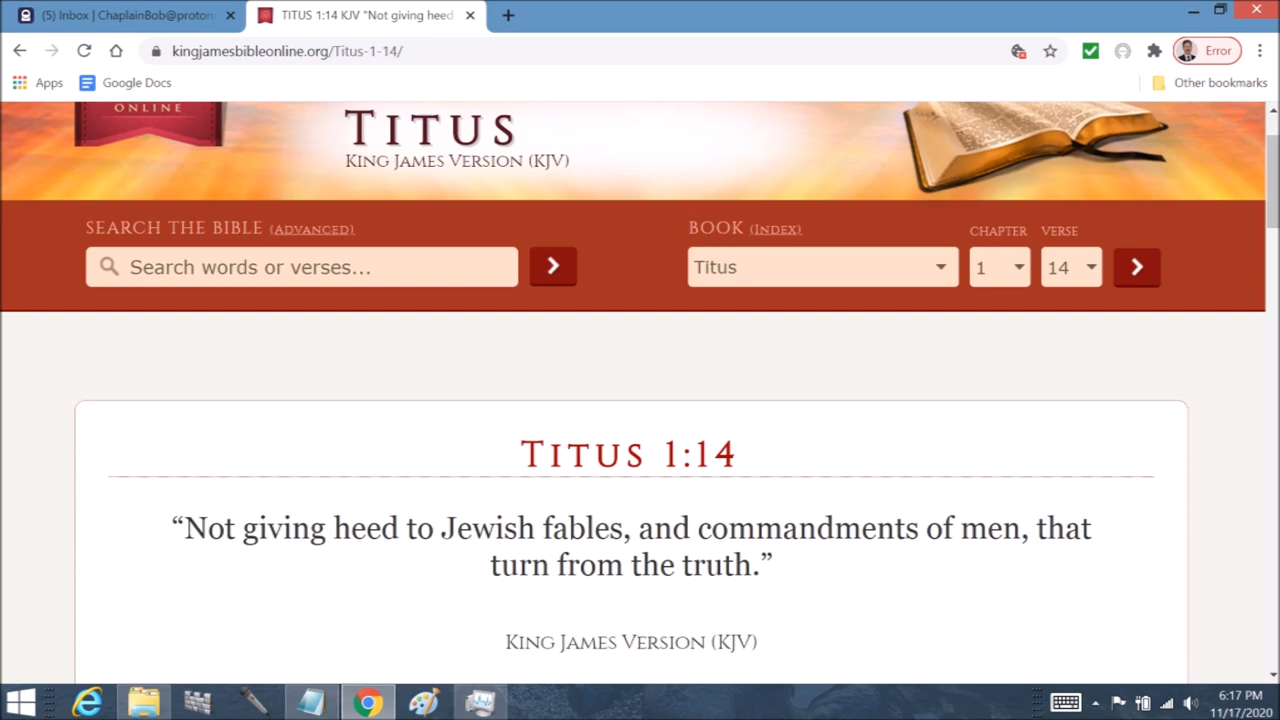 (5) Inbox | ChaplainBob@proton
TITUS 1:14 KJV "Not giving heed
kingjamesbibleonline.org/Titus-1-14/
Error
Apps
Google Docs
Other bookmarks
ONLINE
TITUS
KING JAMES VERSION (KJV)
SEARCH THE BIBLE (ADVANCED)
BOOK (INDEX)
CHAPTER
VERSE
Search words or verses...
Titus
1
14
TITUS 1:14
“Not giving heed to Jewish fables, and commandments of men, that
turn from the truth.”
KING JAMES VERSION (KJV)
6:17 PM
11/17/2020